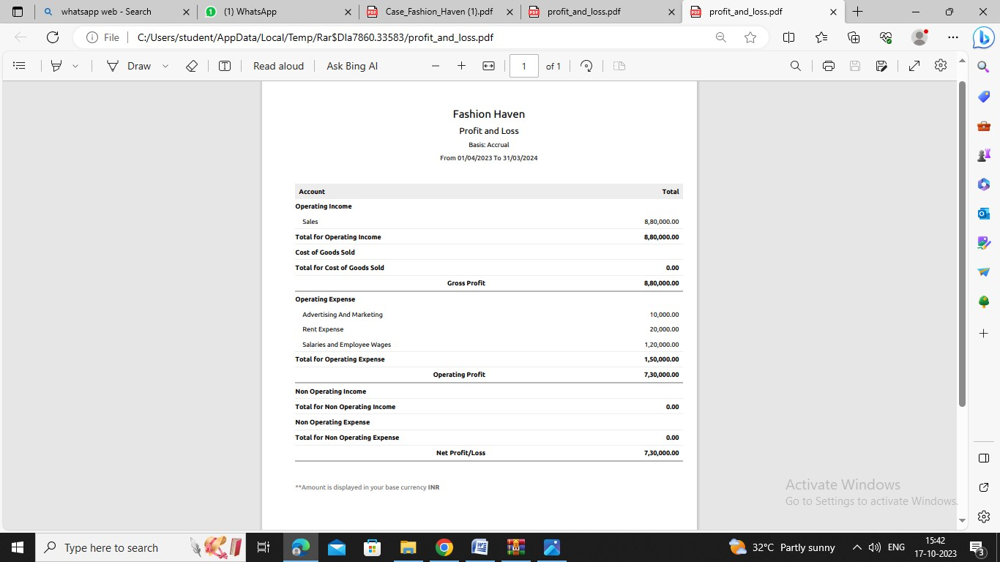 whatsapp web - Search
(1) WhatsApp
Case_Fashion_Haven (1).pdf
profit_and_loss.pdf
profit_and_loss.pdf
File C:/Users/student/AppData/Local/Temp/Rar$DIa7860.33583/profit_and_loss.pdf
Draw Read aloud Ask Bing AI 1 of 1
Fashion Haven
Profit and Loss
Basis: Accrual
From 01/04/2023 To 31/03/2024
Account Total
Operating Income
Sales 8,80,000.00
Total for Operating Income 8,80,000.00
Cost of Goods Sold
Total for Cost of Goods Sold 0.00
Gross Profit 8,80,000.00
Operating Expense
Advertising And Marketing 10,000.00
Rent Expense 20,000.00
Salaries and Employee Wages 1,20,000.00
Total for Operating Expense 1,50,000.00
Operating Profit 7,30,000.00
Non Operating Income
Total for Non Operating Income 0.00
Non Operating Expense
Total for Non Operating Expense 0.00
Net Profit/Loss 7,30,000.00
**Amount is displayed in your base currency INR
Activate Windows
Go to Settings to activate Windows.
Type here to search
32°C Partly sunny
ENG
15:42
17-10-2023
3